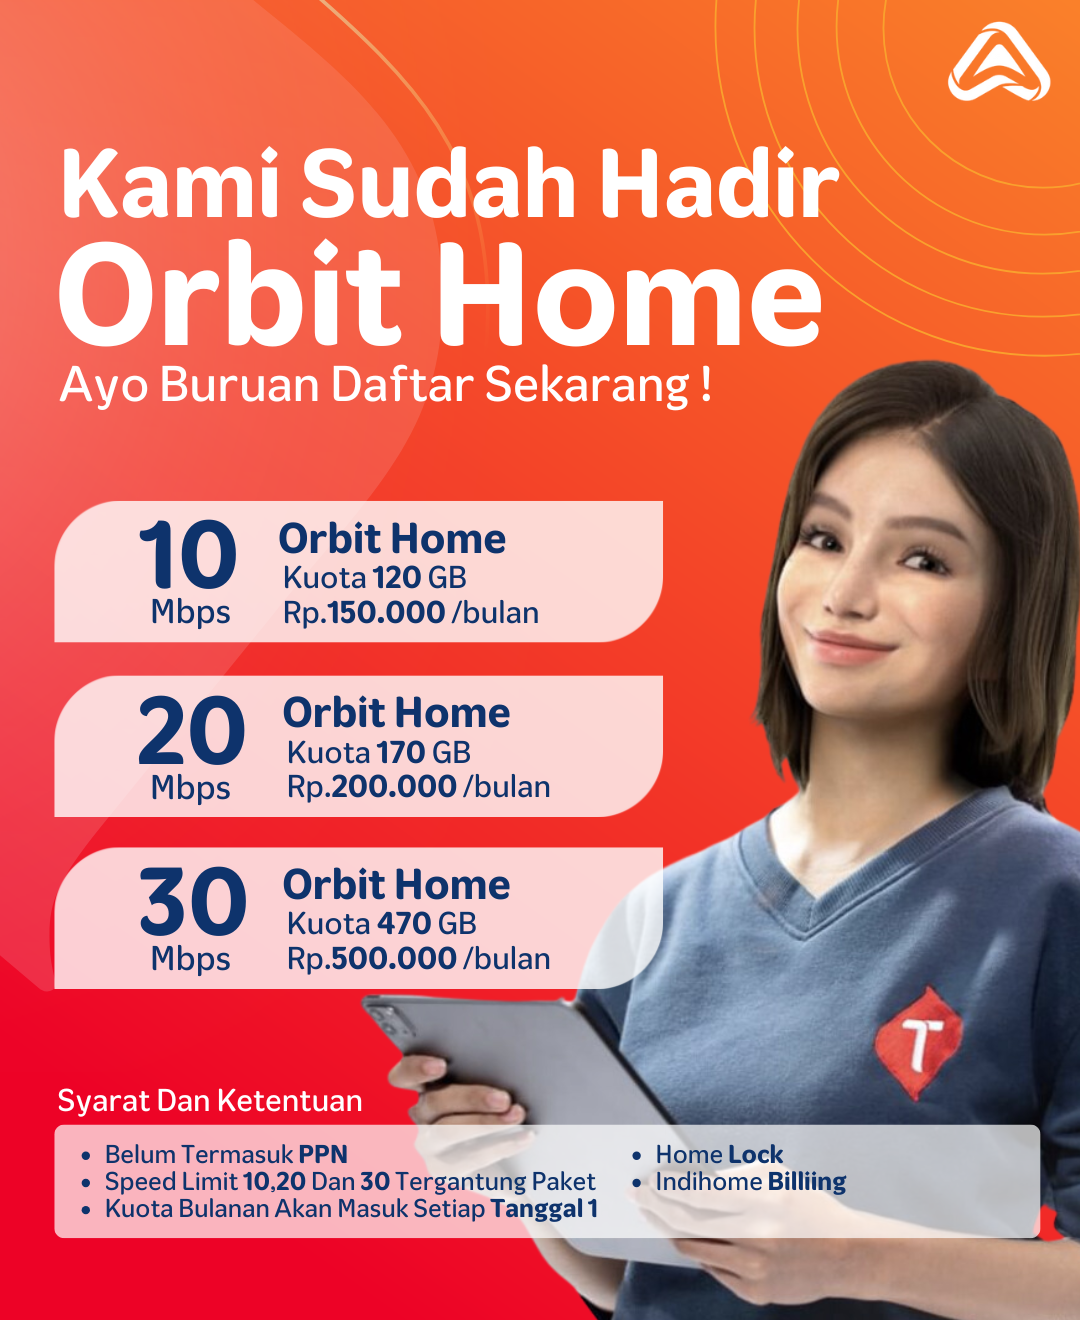 Kami Sudah Hadir
Orbit Home
Ayo Buruan Daftar Sekarang !
10
Mbps
Orbit Home
Kuota 120 GB
Rp.150.000 /bulan
20
Mbps
Orbit Home
Kuota 170 GB
Rp.200.000 /bulan
30
Mbps
Orbit Home
Kuota 470 GB
Rp.500.000 /bulan
T
Syarat Dan Ketentuan
• Belum Termasuk PPN
• Speed Limit 10,20 Dan 30 Tergantung Paket
• Kuota Bulanan Akan Masuk Setiap Tanggal 1
• Home Lock
• Indihome Billiing